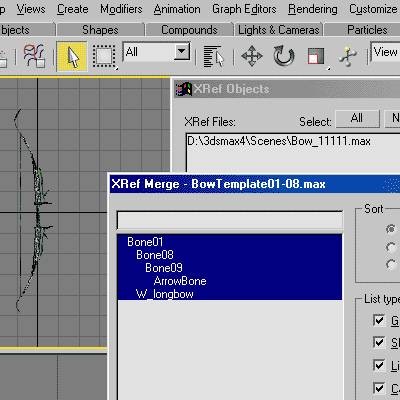 p Views Create Modifiers Animation Graph Editors Rendering Customize
bjects Shapes Compounds Lights & Cameras Particles
All View
XRef Objects
XRef Files: Select: All N
D:\3dsmax4\Scenes\Bow_11111.max
XRef Merge - BowTemplate01-08.max
Sort
Bone01
Bone08
Bone09
ArrowBone
W_longbow
List type
G
Sl
Li
C